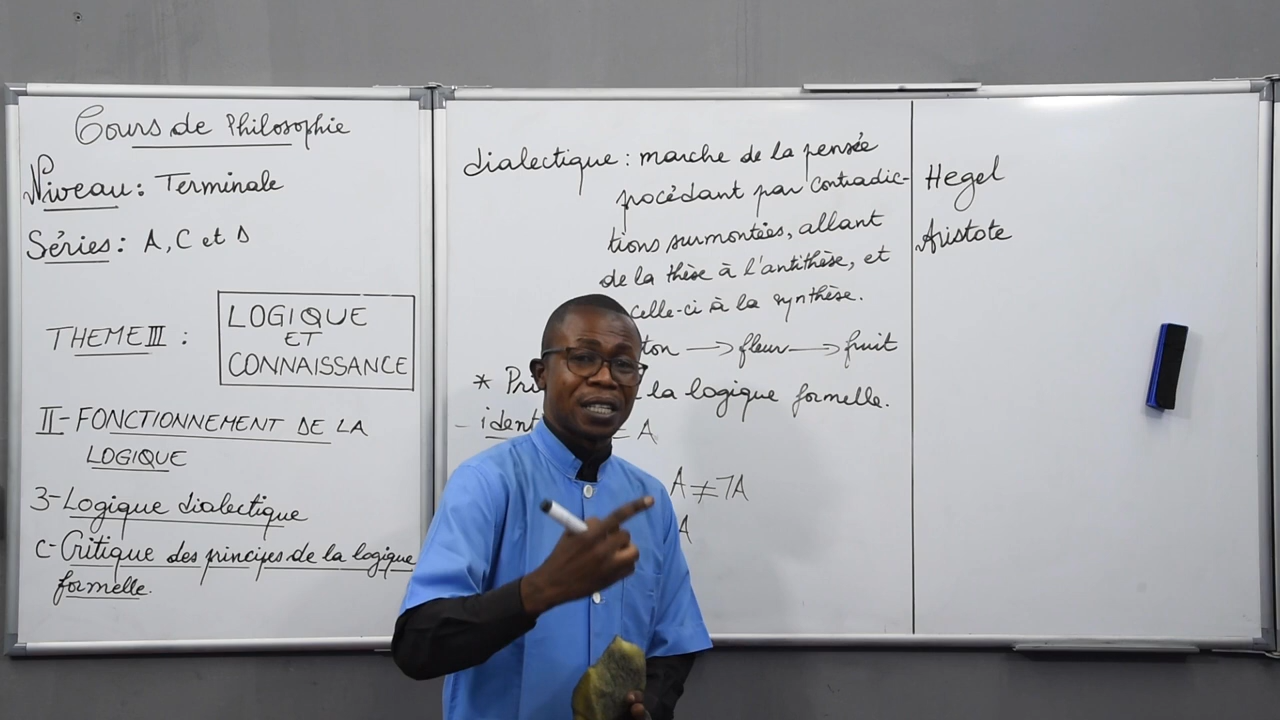 Cours de Philosophie
Niveau : Terminale
Séries : A, C et D
THEME III :
LOGIQUE
ET
CONNAISSANCE
II- FONCTIONNEMENT DE LA
LOGIQUE
3- Logique dialectique
c- Critique des principes de la logique
formelle.
dialectique : marche de la pensée
procédant par contradic-
tions surmontées, allant
de la thèse à l'antithèse, et
celle-ci à la synthèse.
ton → fleur → fruit
* Pri la logique formelle.
- ident = A
A ≠ ¬A
A
Hegel
Aristote